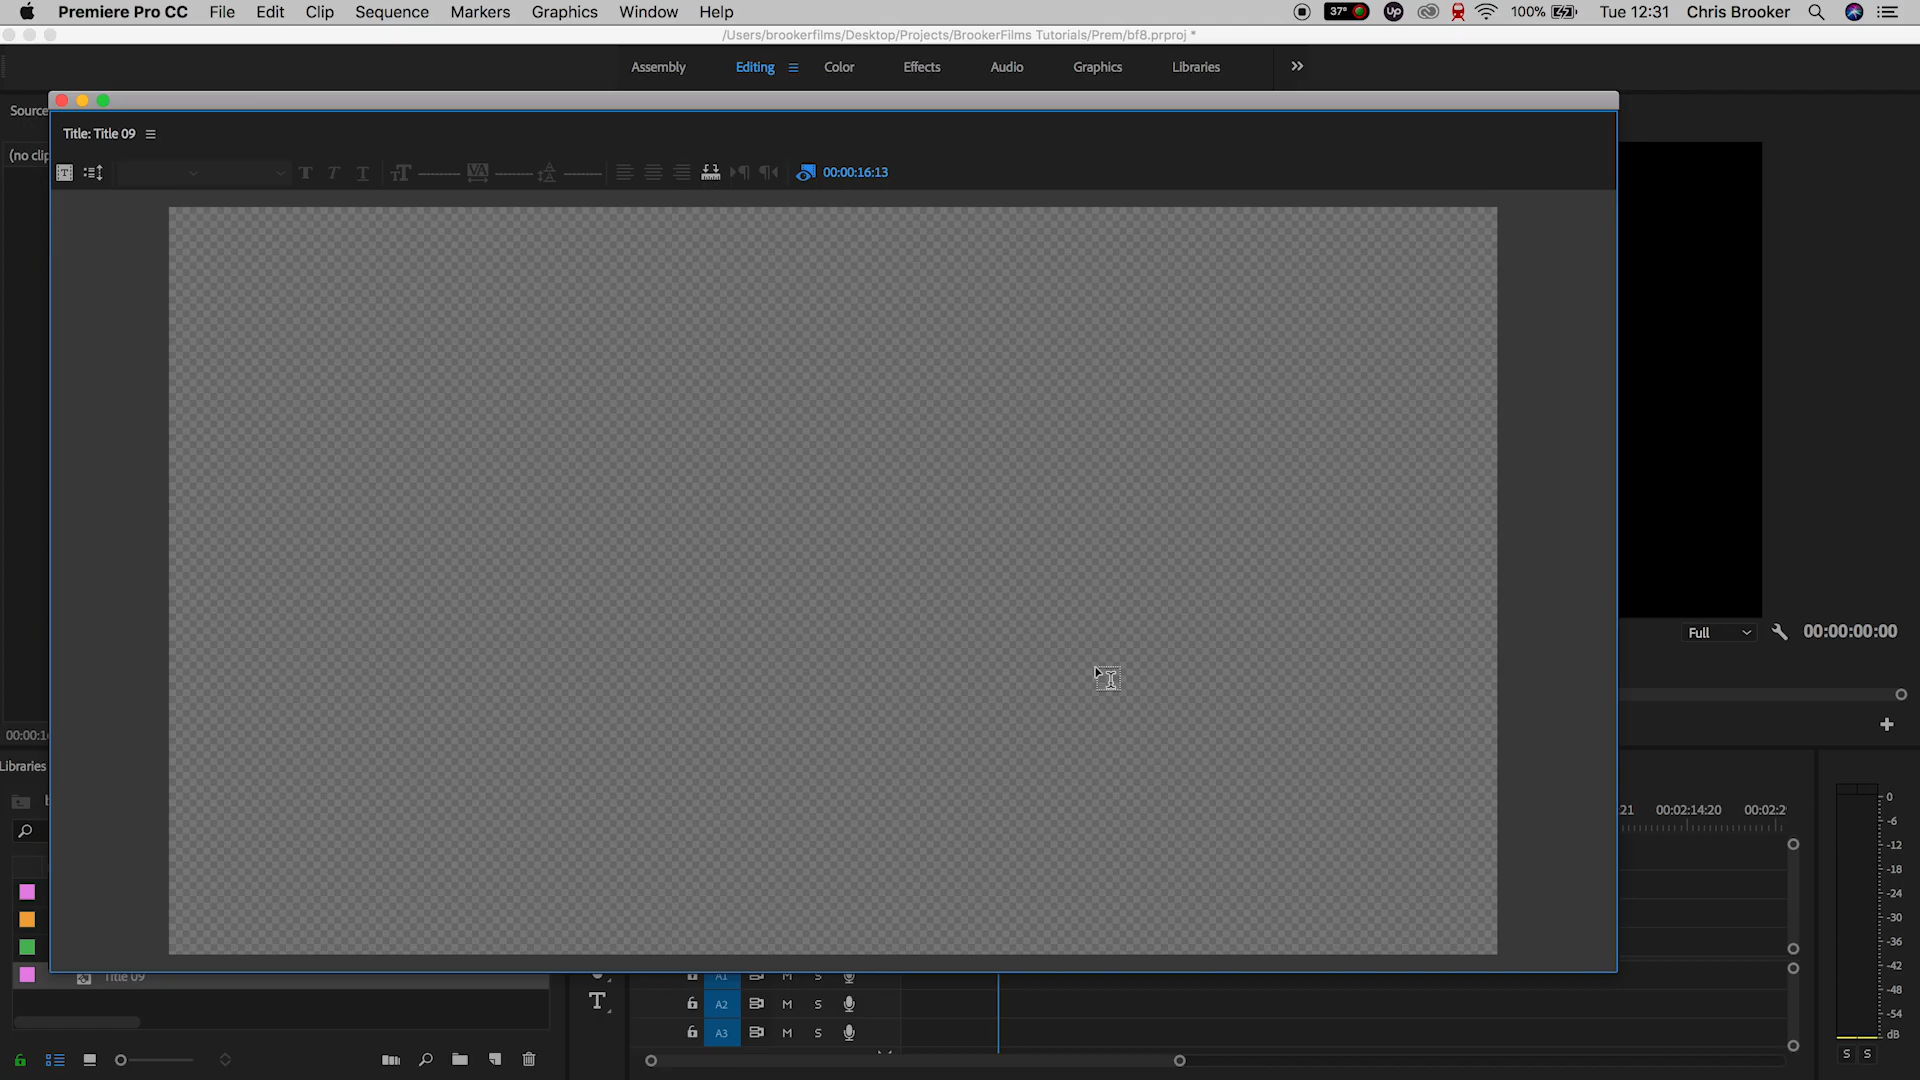 Premiere Pro CC File Edit Clip Sequence Markers Graphics Window Help 37° Up 100% Tue 12:31 Chris Brooker
/Users/brookerfilms/Desktop/Projects/BrookerFilms Tutorials/Prem/bf8.prproj *
Assembly Editing Color Effects Audio Graphics Libraries
Source
Title: Title 09
(no clip
00:00:16:13
Full 00:00:00:00
00:00:1
Libraries
21 00:02:14:20 00:02:2
0
-6
-12
-18
-24
-30
-36
-42
-48
-54
dB
Title 09
A1 M S
A2 M S
A3 M S
S S